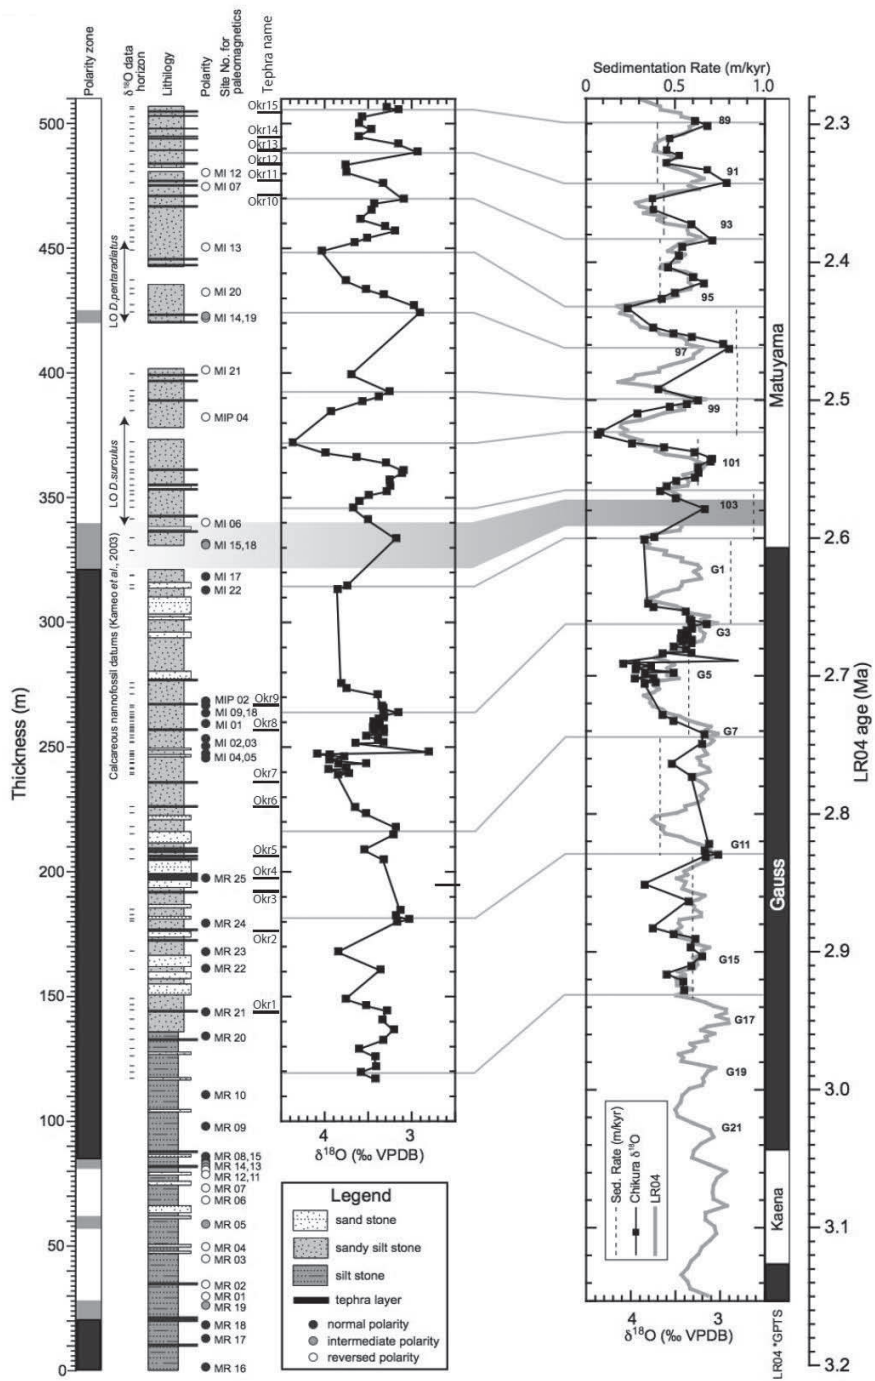 Polarity zone
δ¹⁸O data horizon
Lithilogy
Polarity
Site No. for paleomagnetics
Tephra name
Thickness (m)
500
450
400
350
300
250
200
150
100
50
0
LO D.pentaradiatus
LO D.surculus
Calcareous nannofossil datums (Kameo et al., 2003)
MI 12
MI 07
MI 13
MI 20
MI 14,19
MI 21
MIP 04
MI 06
MI 15,18
MI 17
MI 22
MIP 02
MI 09,18
MI 01
MI 02,03
MI 04,05
MR 25
MR 24
MR 23
MR 22
MR 21
MR 20
MR 10
MR 09
MR 08,15
MR 14,13
MR 12,11
MR 07
MR 06
MR 05
MR 04
MR 03
MR 02
MR 01
MR 19
MR 18
MR 17
MR 16
Okr15
Okr14
Okr13
Okr12
Okr11
Okr10
Okr9
Okr8
Okr7
Okr6
Okr5
Okr4
Okr3
Okr2
Okr1
4 3
δ¹⁸O (‰ VPDB)
Legend
sand stone
sandy silt stone
silt stone
tephra layer
normal polarity
intermediate polarity
reversed polarity
Sedimentation Rate (m/kyr)
0 0.5 1.0
89
91
93
95
97
99
101
103
G1
G3
G5
G7
G11
G15
G17
G19
G21
Sed. Rate (m/kyr)
Chikura δ¹⁸O
LR04
4 3
δ¹⁸O (‰ VPDB)
Matuyama
Gauss
Kaena
LR04 *GPTS
2.3
2.4
2.5
2.6
2.7
2.8
2.9
3.0
3.1
3.2
LR04 age (Ma)